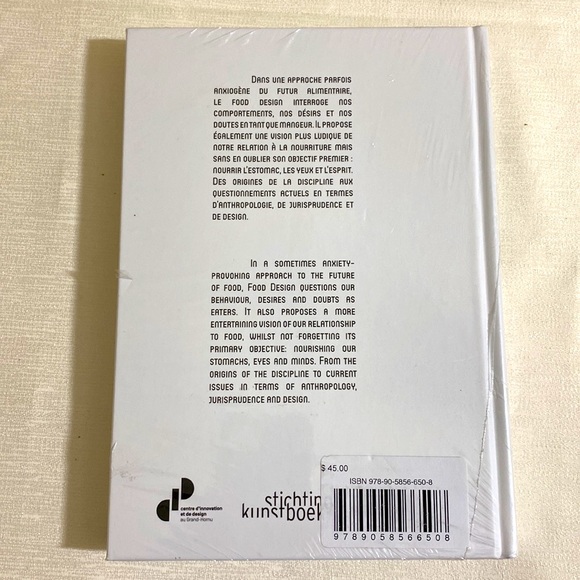 Dans une approche parfois
anxiogène du futur alimentaire,
le food design interroge nos
comportements, nos désirs et nos
doutes en tant que mangeur. Il propose
également une vision plus ludique de
notre relation à la nourriture mais
sans en oublier son objectif premier :
nourrir l'estomac, les yeux et l'esprit.
Des origines de la discipline aux
questionnements actuels en termes
d'anthropologie, de jurisprudence et
de design.
In a sometimes anxiety-
provoking approach to the future
of food, Food Design questions our
behaviour, desires and doubts as
eaters. It also proposes a more
entertaining vision of our relationship
to food, whilst not forgetting its
primary objective: nourishing our
stomachs, eyes and minds. From the
origins of the discipline to current
issues in terms of anthropology,
jurisprudence and design.
$ 45.00
ISBN 978-90-5856-650-8
9 789058 566508
centre d'innovation
et de design
au Grand-Hornu
stichtin
kunstboek